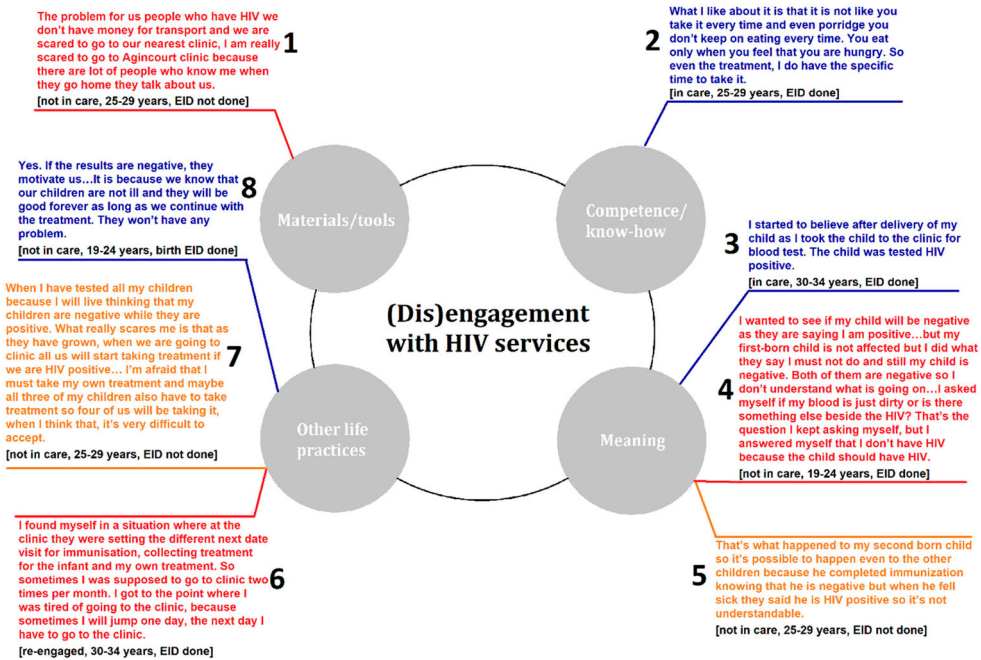 The problem for us people who have HIV we
don't have money for transport and we are
scared to go to our nearest clinic, I am really
scared to go to Agincourt clinic because
there are lot of people who know me when
they go home they talk about us.
[not in care, 25-29 years, EID not done]
1
What I like about it is that it is not like you
take it every time and even porridge you
don't keep on eating every time. You eat
only when you feel that you are hungry. So
even the treatment, I do have the specific
time to take it.
[in care, 25-29 years, EID done]
2
Yes. If the results are negative, they
motivate us...It is because we know that
our children are not ill and they will be
good forever as long as we continue with
the treatment. They won't have any
problem.
[not in care, 19-24 years, birth EID done]
8
Materials/tools
Competence/
know-how
I started to believe after delivery of my
child as I took the child to the clinic for
blood test. The child was tested HIV
positive.
[in care, 30-34 years, EID done]
3
When I have tested all my children
because I will live thinking that my
children are negative while they are
positive. What really scares me is that as
they have grown, when we are going to
clinic all us will start taking treatment if
we are HIV positive... I'm afraid that I
must take my own treatment and maybe
all three of my children also have to take
treatment so four of us will be taking it,
when I think that, it's very difficult to
accept.
[not in care, 25-29 years, EID not done]
7
(Dis)engagement
with HIV services
I wanted to see if my child will be negative
as they are saying I am positive...but my
first-born child is not affected but I did what
they say I must not do and still my child is
negative. Both of them are negative so I
don't understand what is going on...I asked
myself if my blood is just dirty or is there
something else beside the HIV? That's the
question I kept asking myself, but I
answered myself that I don't have HIV
because the child should have HIV.
[not in care, 19-24 years, EID done]
4
Other life
practices
Meaning
I found myself in a situation where at the
clinic they were setting the different next date
visit for immunisation, collecting treatment
for the infant and my own treatment. So
sometimes I was supposed to go to clinic two
times per month. I got to the point where I
was tired of going to the clinic, because
sometimes I will jump one day, the next day I
have to go to the clinic.
[re-engaged, 30-34 years, EID done]
6
That's what happened to my second born child
so it's possible to happen even to the other
children because he completed immunization
knowing that he is negative but when he fell
sick they said he is HIV positive so it's not
understandable.
[not in care, 25-29 years, EID not done]
5